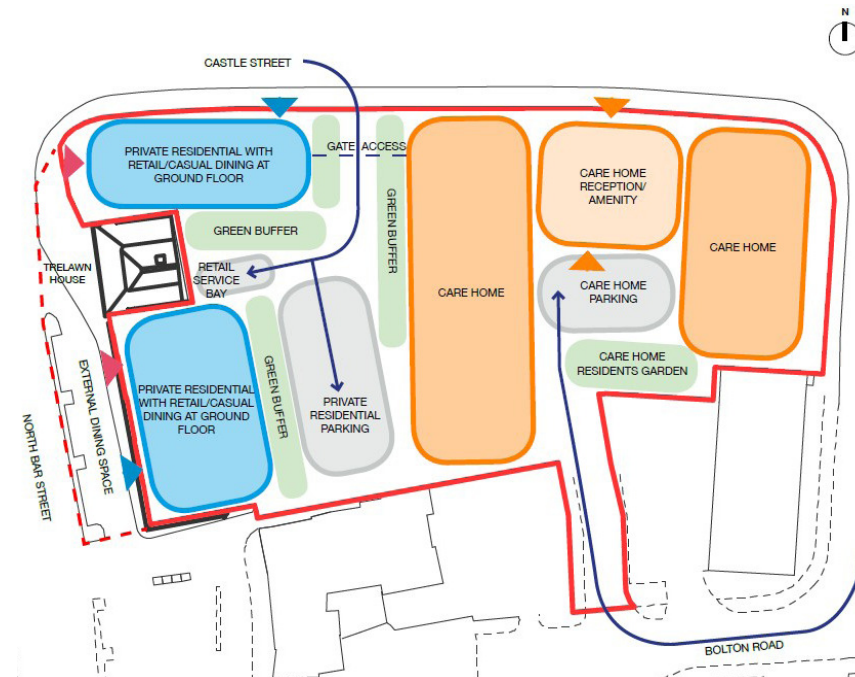 N
CASTLE STREET
PRIVATE RESIDENTIAL WITH
RETAIL/CASUAL DINING AT
GROUND FLOOR
GATE ACCESS
CARE HOME
RECEPTION/
AMENITY
GREEN BUFFER
GREEN BUFFER
CARE HOME
TRELAWN
HOUSE
RETAIL
SERVICE
BAY
CARE HOME
CARE HOME
PARKING
CARE HOME
RESIDENTS GARDEN
EXTERNAL DINING SPACE
PRIVATE RESIDENTIAL
WITH RETAIL/CASUAL
DINING AT GROUND
FLOOR
GREEN BUFFER
PRIVATE
RESIDENTIAL
PARKING
NORTH BAR STREET
BOLTON ROAD